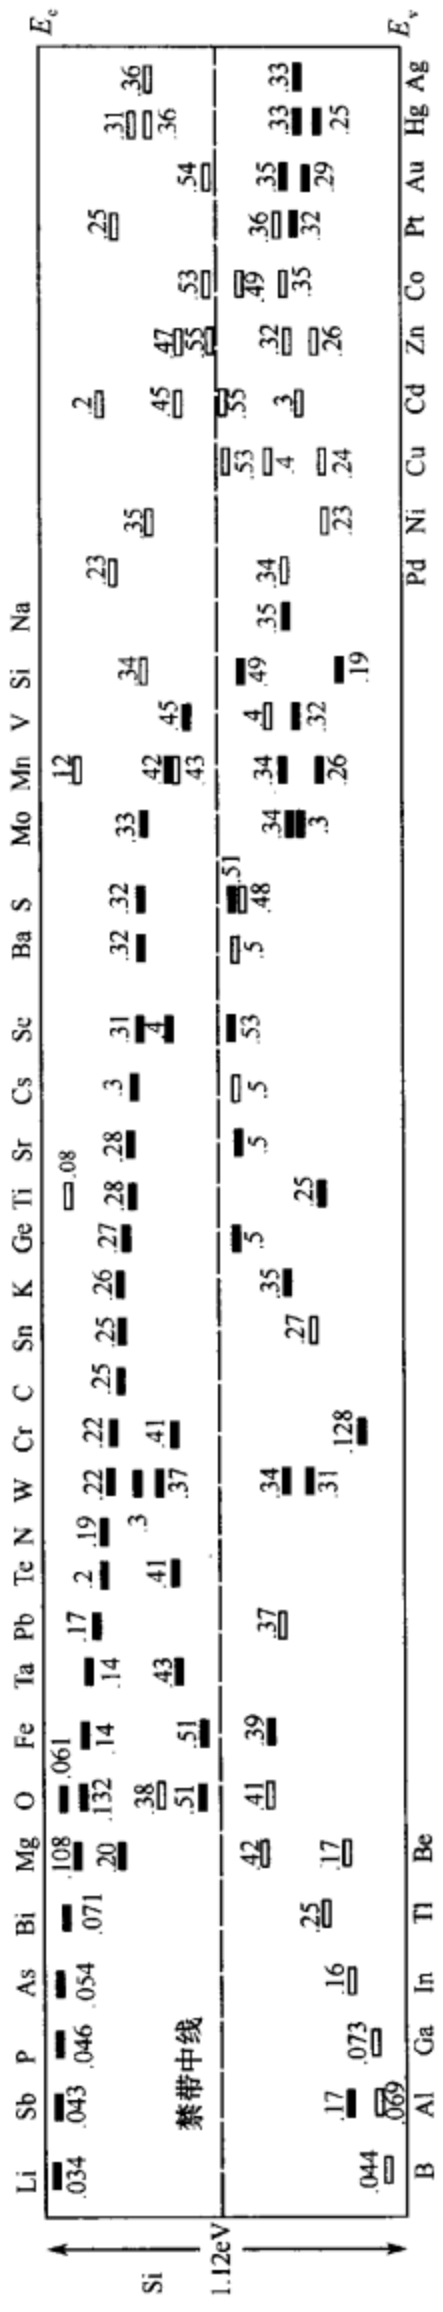 Li Sb P As Bi Mg O Fe Ta Pb Te N W Cr C Sn K Ge Ti Sr Cs Se Ba S Mo Mn V Si Na
E_c
.034 .043 .046 .054 .071 .108 .061 .14 .14 .17 .2 .19 .22 .22 .25 .25 .26 .27 .28 .08 .28 .3 .31 .32 .32 .33 .12 .45 .34 .23 .35 .2 .47 .53 .25 .54 .31 .36
.20 .132 .43 .41 .3 .41 .4 .42 .45 .55 .36
.38 .37 .43
.51 .51
Si
禁带中线
1.12eV
.17 .16 .25 .42 .41 .39 .37 .34 .128 .27 .35 .5 .25 .5 .5 .53 .5 .51 .34 .34 .4 .49 .35 .34 .23 .53 .55 .32 .49 .36 .35 .33 .33
.044 .069 .073 .17 .31 .48 .3 .26 .32 .19 .4 .3 .26 .35 .32 .29 .25
.24
E_v
B Al Ga In Tl Be Pd Ni Cu Cd Zn Co Pt Au Hg Ag